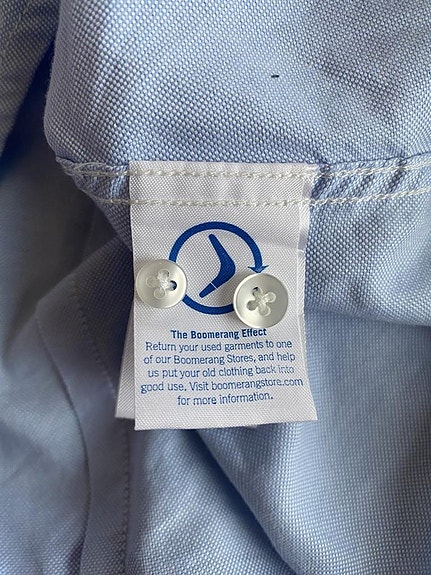 The Boomerang Effect
Return your used garments to one
of our Boomerang Stores, and help
us put your old clothing back into
good use. Visit boomerangstore.com
for more information.